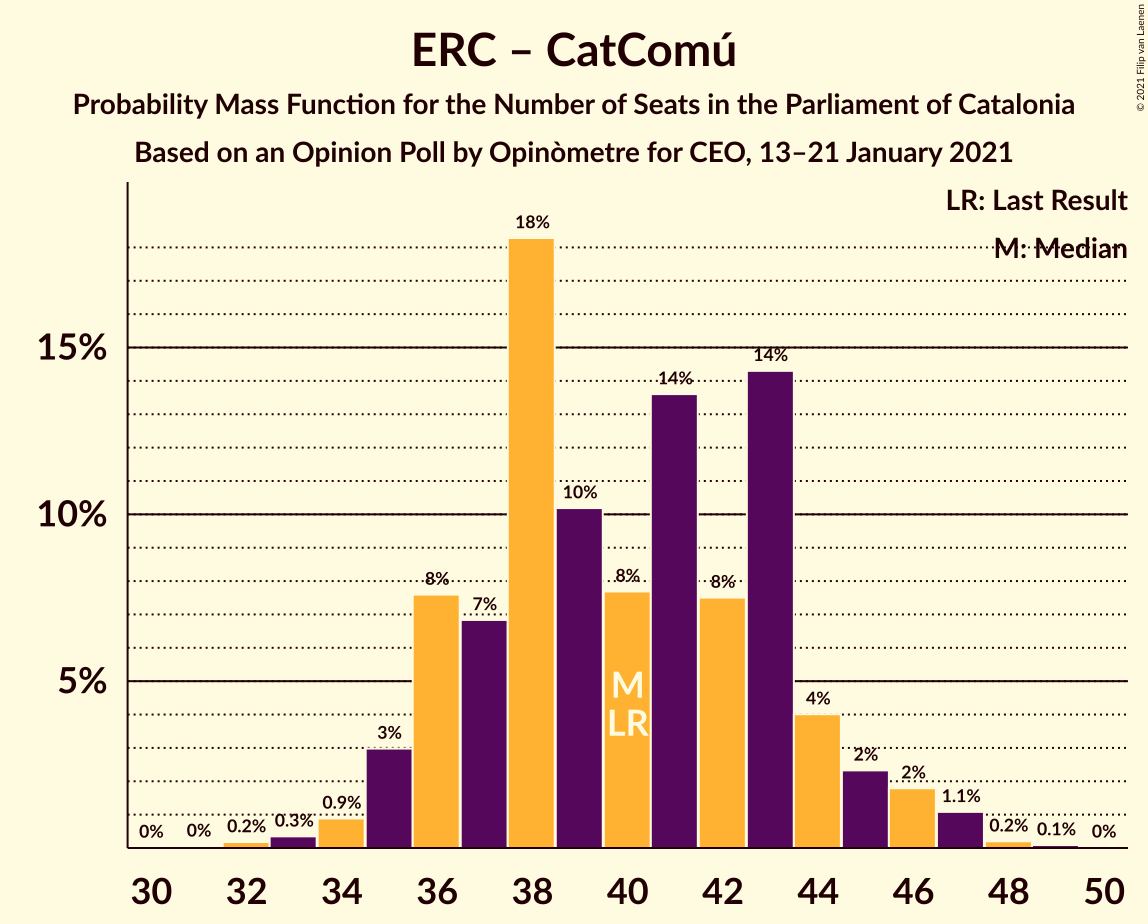 ERC – CatComú
Probability Mass Function for the Number of Seats in the Parliament of Catalonia
Based on an Opinion Poll by Opinòmetre for CEO, 13–21 January 2021
© 2021 Filip van Laenen
LR: Last Result
M: Median
18%
15%
14%
14%
10%
10%
8%
8%
8%
7%
5%
M
LR
4%
3%
2%
2%
1.1%
0.9%
0.3%
0.2%
0.2%
0.1%
0%
0%
0%
30 32 34 36 38 40 42 44 46 48 50